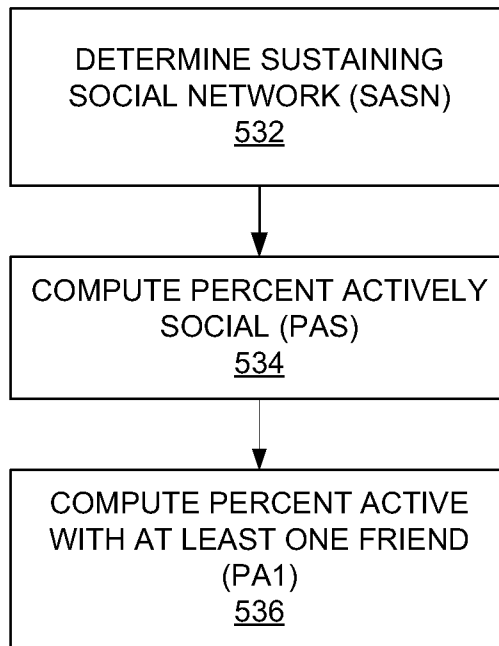 DETERMINE SUSTAINING
SOCIAL NETWORK (SASN)
532
COMPUTE PERCENT ACTIVELY
SOCIAL (PAS)
534
COMPUTE PERCENT ACTIVE
WITH AT LEAST ONE FRIEND
(PA1)
536